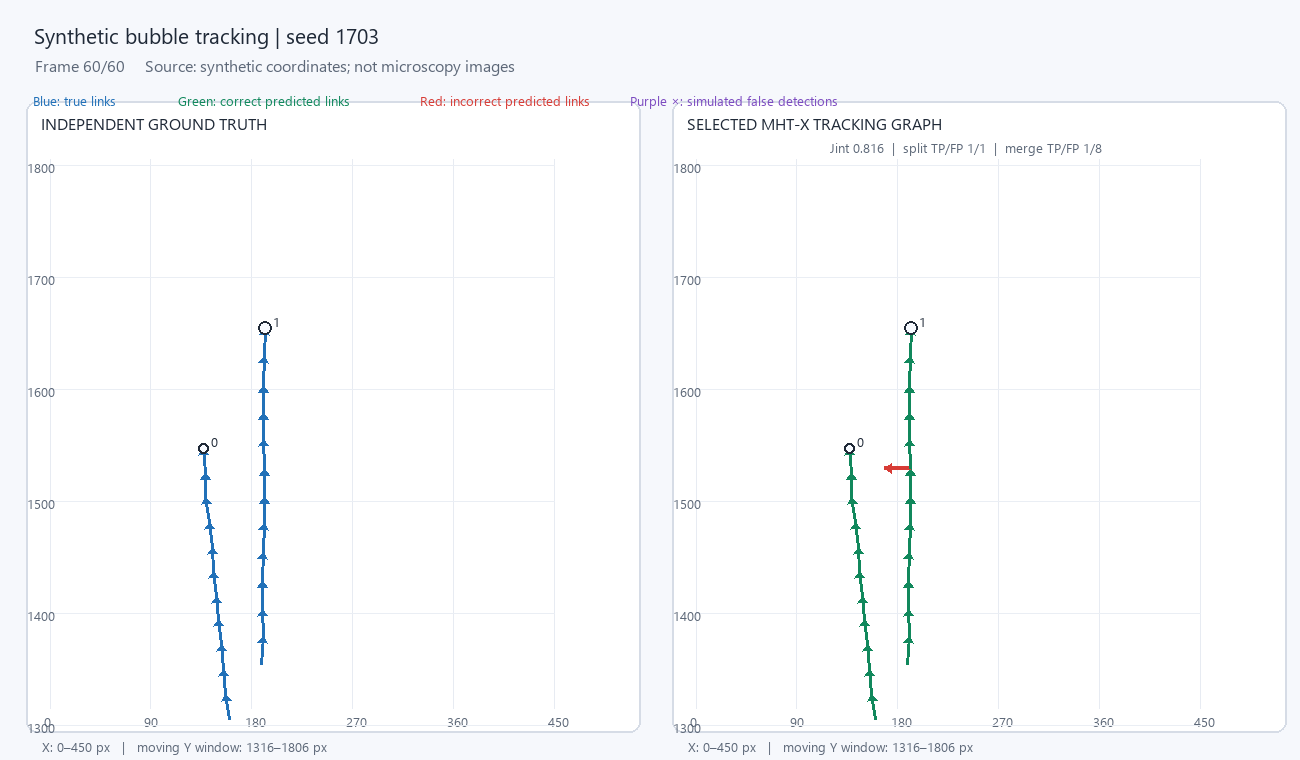 Synthetic bubble tracking | seed 1703
Frame 60/60 Source: synthetic coordinates; not microscopy images
Blue: true links Green: correct predicted links Red: incorrect predicted links Purple ×: simulated false detections
INDEPENDENT GROUND TRUTH
1800
1700
1
1600
0
1500
1400
1300
0 90 180 270 360 450
X: 0–450 px | moving Y window: 1316–1806 px
SELECTED MHT-X TRACKING GRAPH
Jint 0.816 | split TP/FP 1/1 | merge TP/FP 1/8
1800
1700
1
1600
0
1500
1400
1300
0 90 180 270 360 450
X: 0–450 px | moving Y window: 1316–1806 px